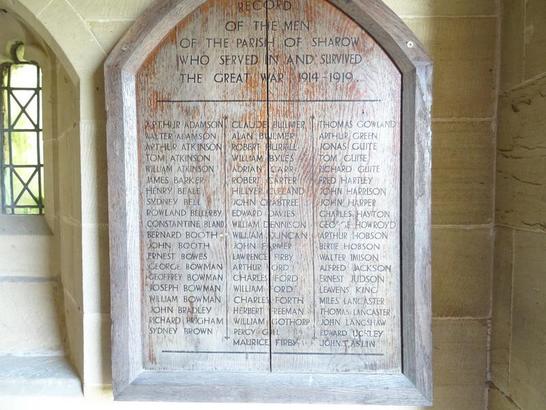 RECORD
OF THE MEN
OF THE PARISH OF SHAROW
WHO SERVED IN AND SURVIVED
THE GREAT WAR 1914-1919.
ARTHUR ADAMSON
WALTER ADAMSON
ARTHUR ATKINSON
TOM ATKINSON
WILLIAM ATKINSON
JAMES BARKER
HENRY BEALE
SYDNEY BELL
ROWLAND BELLERBY
CONSTANTINE BLAND
BERNARD BOOTH
JOHN BOOTH
ERNEST BOWES
GEORGE BOWMAN
GEOFFREY BOWMAN
JOSEPH BOWMAN
WILLIAM BOWMAN
JOHN BRADLEY
RICHARD BRIGHAM
SYDNEY BROWN
CLAUDE BULMER
ALAN BULMER
ROBERT BURRILL
WILLIAM BYLES
ADRIAN CARR
ROBERT CARTER
HILLYER CLELAND
JOHN CRABTREE
EDWARD DAVIES
WILLIAM DENNISON
WILLIAM DUNCAN
JOHN FARMER
LAWRENCE FIRBY
ARTHUR FORD
CHARLES FORD
WILLIAM FORD
CHARLES FORTH
HERBERT FREEMAN
WILLIAM GOTHORP
PERCY GILL
MAURICE FIRBY
THOMAS GOWLAND
ARTHUR GREEN
JONAS GUITE
TOM GUITE
RICHARD GUITE
FRED HARTLEY
JOHN HARRISON
JOHN HARPER
CHARLES HAYTON
GEORGE HOWROYD
ARTHUR HOBSON
BERTIE HOBSON
WALTER IMISON
ALFRED JACKSON
ERNEST JUDSON
LEAVENS KING
MILES LANCASTER
THOMAS LANCASTER
JOHN LANGSHAW
EDWARD
JOHN